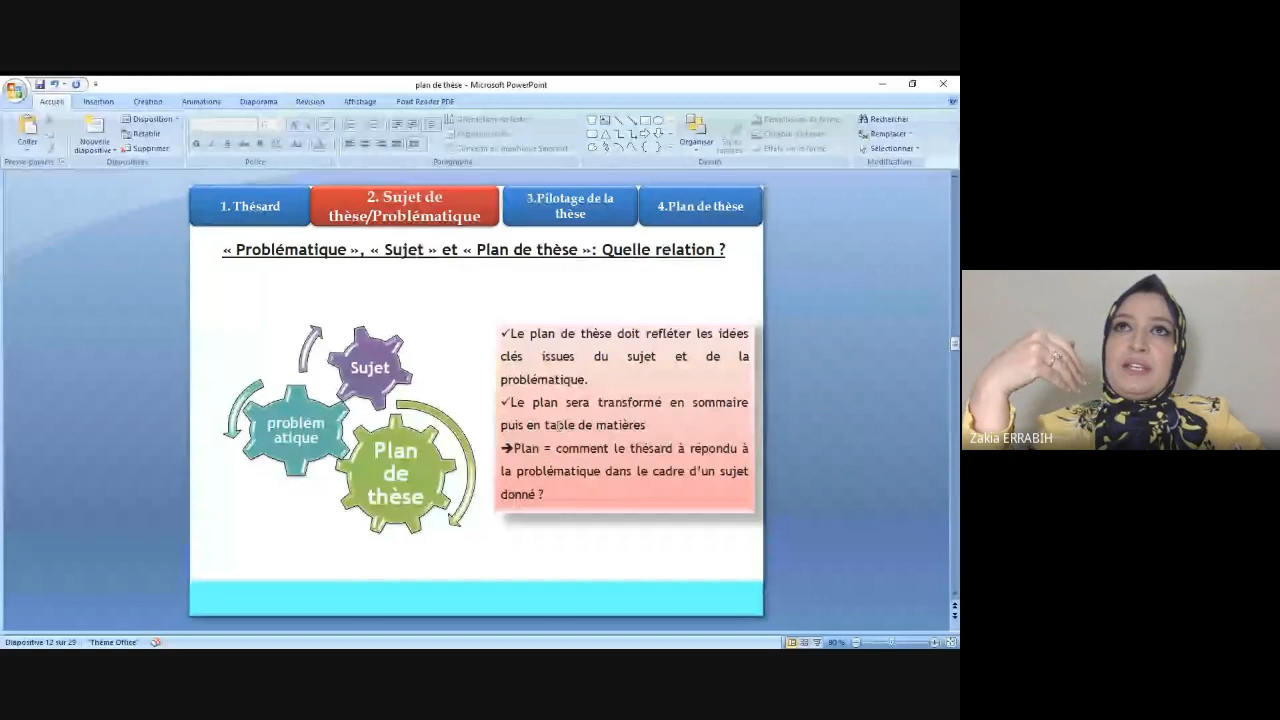 plan de thèse - Microsoft PowerPoint
Accueil Insertion Création Animations Diaporama Révision Affichage Foxit Reader PDF
Coller
Nouvelle diapositive
Disposition
Rétablir
Supprimer
Organiser
Rechercher
Remplacer
Sélectionner
Diapositives
Police
Paragraphe
Dessin
Modification
1. Thésard
2. Sujet de
thèse/Problématique
3.Pilotage de la
thèse
4.Plan de thèse
« Problématique », « Sujet » et « Plan de thèse »: Quelle relation ?
Sujet
problém
atique
Plan
de
thèse
✓Le plan de thèse doit refléter les idées
clés issues du sujet et de la
problématique.
✓Le plan sera transformé en sommaire
puis en table de matières
➔Plan = comment le thésard à répondu à
la problématique dans le cadre d'un sujet
donné ?
Zakia ERRABIH
Diapositive 12 sur 29 "Thème Office"
90 %